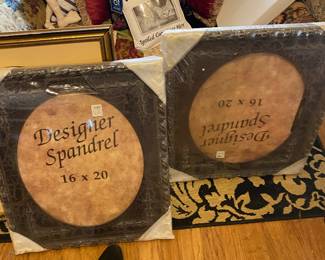 Designer
Spandrel
16 x 20
Designer
Spandrel
16 x 20